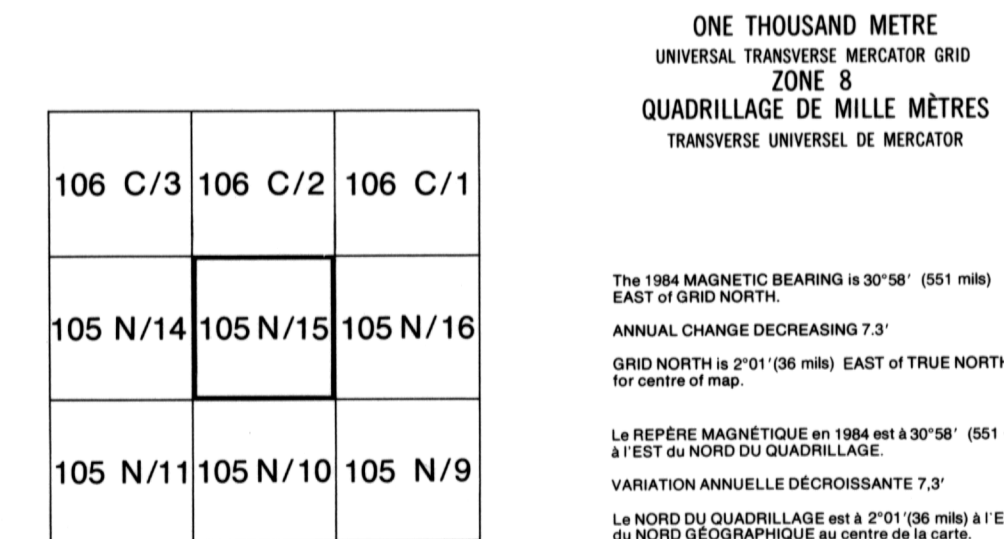 ONE THOUSAND METRE
UNIVERSAL TRANSVERSE MERCATOR GRID
ZONE 8
QUADRILLAGE DE MILLE MÈTRES
TRANSVERSE UNIVERSEL DE MERCATOR
106 C/3 106 C/2 106 C/1
105 N/14 105 N/15 105 N/16
105 N/11 105 N/10 105 N/9
The 1984 MAGNETIC BEARING is 30°58′ (551 mils)
EAST of GRID NORTH.
ANNUAL CHANGE DECREASING 7.3′
GRID NORTH is 2°01′(36 mils) EAST of TRUE NORTH
for centre of map.
Le REPÈRE MAGNÉTIQUE en 1984 est à 30°58′ (551
à l'EST du NORD DU QUADRILLAGE.
VARIATION ANNUELLE DÉCROISSANTE 7,3′
Le NORD DU QUADRILLAGE est à 2°01′(36 mils) à l'E
du NORD GÉOGRAPHIQUE au centre de la carte.